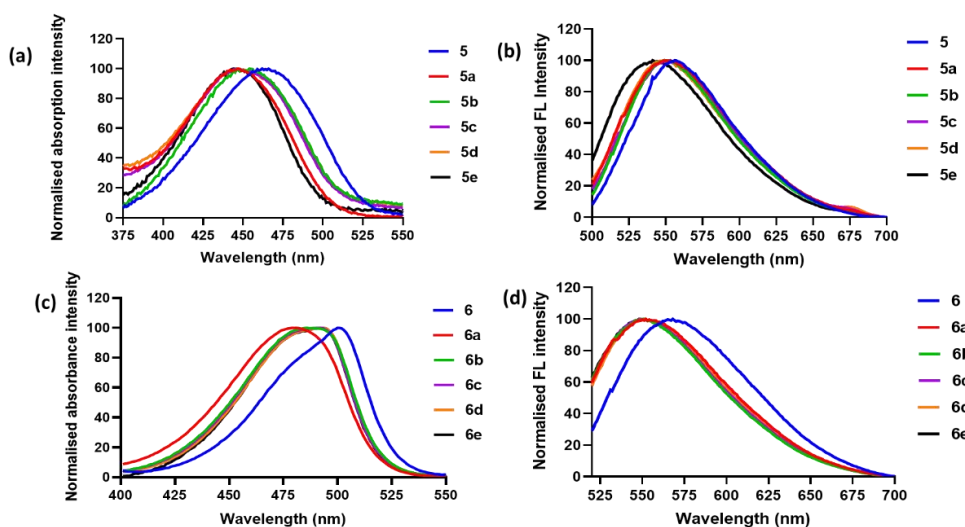 (a)
Normalised absorption intensity
120
100
80
60
40
20
0
375 400 425 450 475 500 525 550
Wavelength (nm)
5
5a
5b
5c
5d
5e
(b)
Normalised FL Intensity
120
100
80
60
40
20
0
500 525 550 575 600 625 650 675 700
Wavelength (nm)
5
5a
5b
5c
5d
5e
(c)
Normalised absorbance intensity
120
100
80
60
40
20
0
400 425 450 475 500 525 550
Wavelength (nm)
6
6a
6b
6c
6d
6e
(d)
Normalised FL intensity
120
100
80
60
40
20
0
525 550 575 600 625 650 675 700
Wavelength (nm)
6
6a